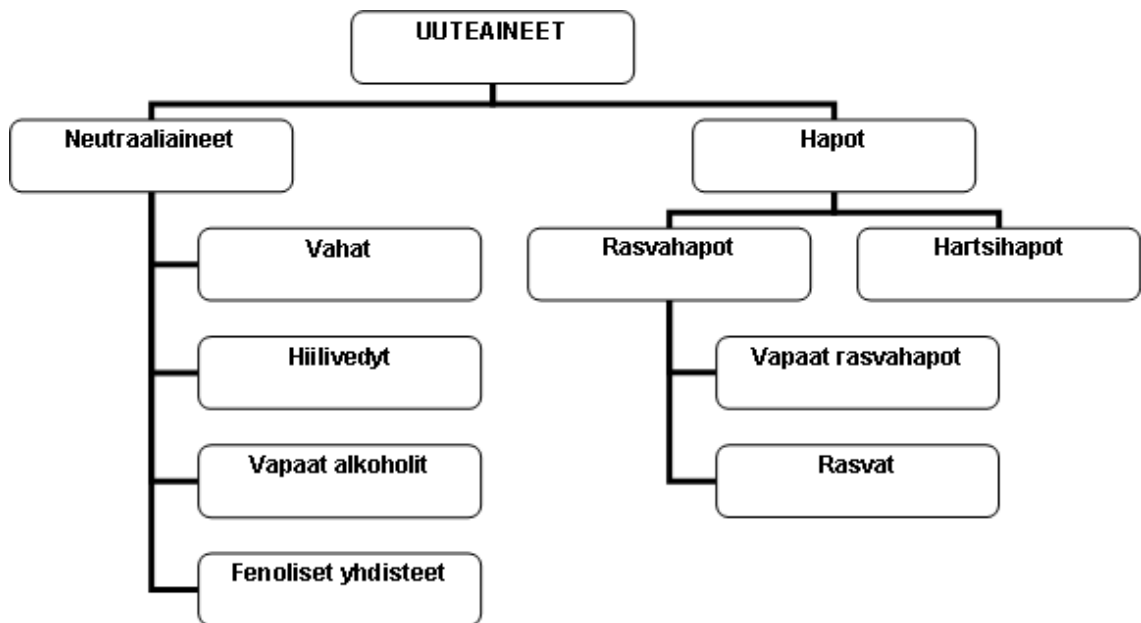 UUTEAINEET
Neutraaliaineet
Hapot
Vahat
Hiilivedyt
Vapaat alkoholit
Fenoliset yhdisteet
Rasvahapot
Hartsihapot
Vapaat rasvahapot
Rasvat